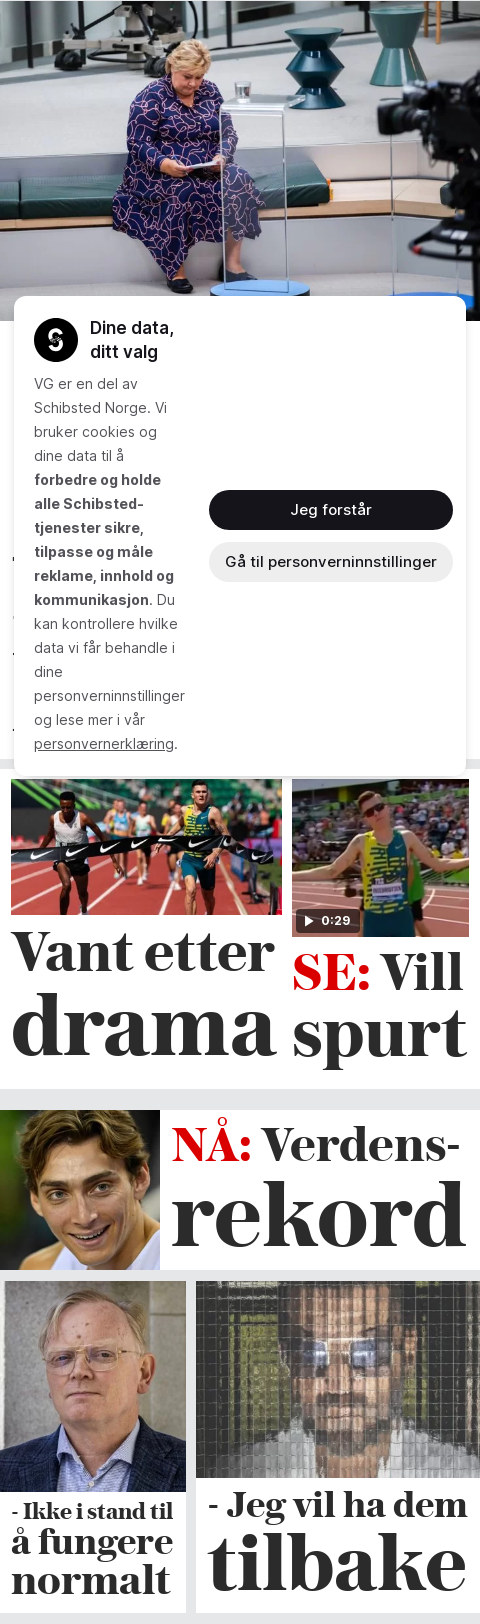 Dine data,
ditt valg
VG er en del av
Schibsted Norge. Vi
bruker cookies og
dine data til å
forbedre og holde
alle Schibsted-
tjenester sikre,
tilpasse og måle
reklame, innhold og
kommunikasjon. Du
kan kontrollere hvilke
data vi får behandle i
dine
personverninnstillinger
og lese mer i vår
personvernerklæring.
Jeg forstår
Gå til personverninnstillinger
0:29
Vant etter
drama
SE: Vill
spurt
NÅ: Verdens-
rekord
- Ikke i stand til
å fungere
normalt
- Jeg vil ha dem
tilbake